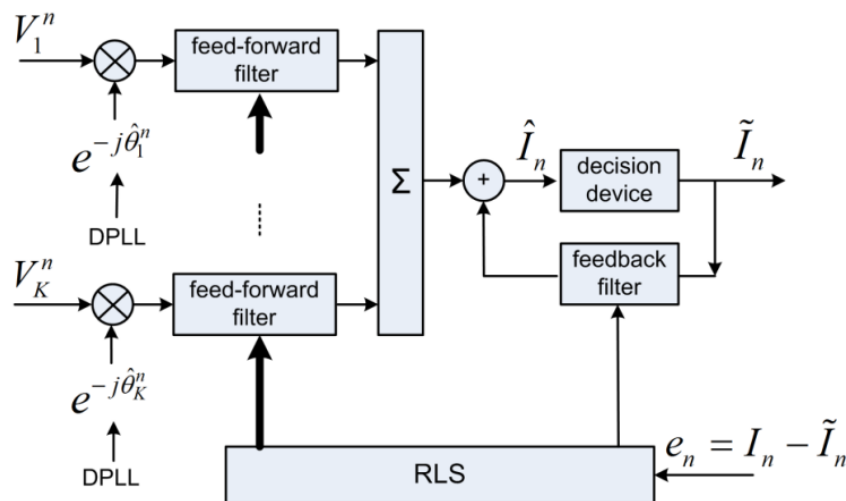 V_1^n
feed-forward
filter
e^{-j\hat{\theta}_1^n}
DPLL
Σ
+
\hat{I}_n
decision
device
\tilde{I}_n
feedback
filter
V_K^n
feed-forward
filter
e^{-j\hat{\theta}_K^n}
DPLL
RLS
e_n = I_n - \tilde{I}_n